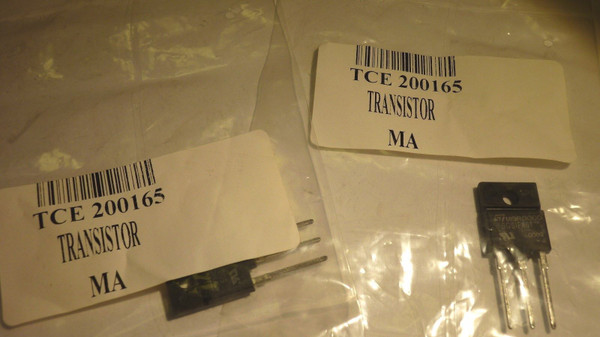 TCE 200165
TRANSISTOR
MA
TCE 200165
TRANSISTOR
MA